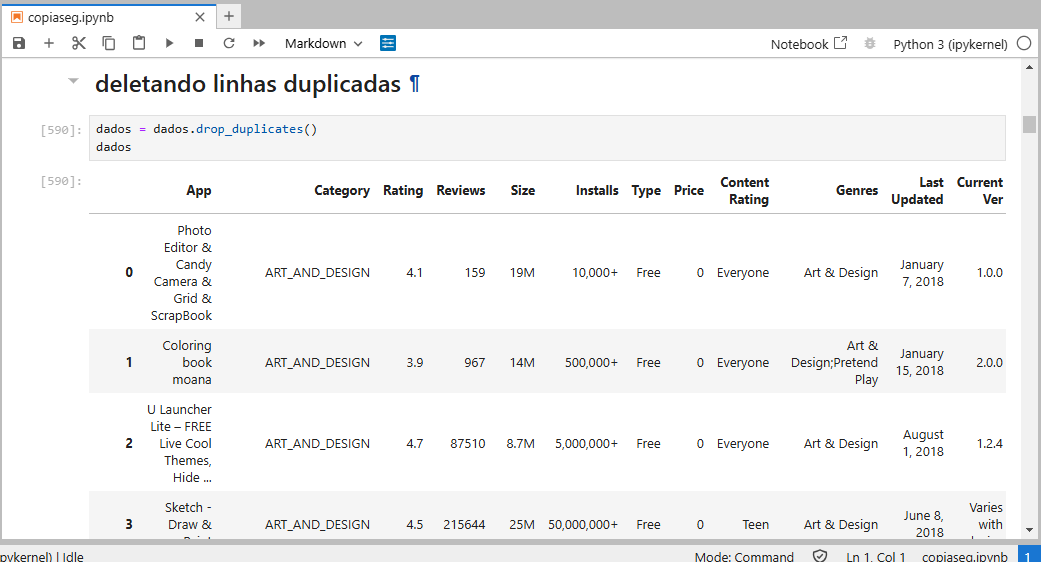 copiaseg.ipynb
Markdown
Notebook
Python 3 (ipykernel)
deletando linhas duplicadas ¶
[590]:
dados = dados.drop_duplicates()
dados
[590]:
App Category Rating Reviews Size Installs Type Price Content Rating Genres Last Updated Current Ver
0 Photo Editor & Candy Camera & Grid & ScrapBook ART_AND_DESIGN 4.1 159 19M 10,000+ Free 0 Everyone Art & Design January 7, 2018 1.0.0
1 Coloring book moana ART_AND_DESIGN 3.9 967 14M 500,000+ Free 0 Everyone Art & Design;Pretend Play January 15, 2018 2.0.0
2 U Launcher Lite – FREE Live Cool Themes, Hide ... ART_AND_DESIGN 4.7 87510 8.7M 5,000,000+ Free 0 Everyone Art & Design August 1, 2018 1.2.4
3 Sketch - Draw & ART_AND_DESIGN 4.5 215644 25M 50,000,000+ Free 0 Teen Art & Design June 8, 2018 Varies with
pykernel) | Idle
Mode: Command
Ln 1, Col 1
copiaseg.ipynb
1